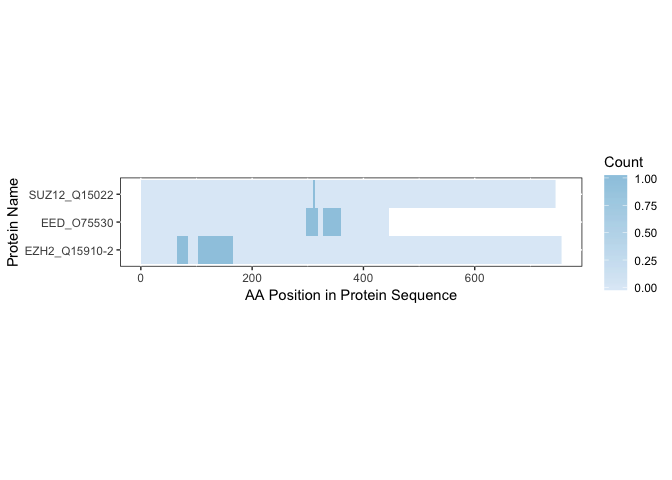 Count
1.00
0.75
0.50
0.25
0.00
Protein Name
SUZ12_Q15022
EED_O75530
EZH2_Q15910-2
0 200 400 600
AA Position in Protein Sequence